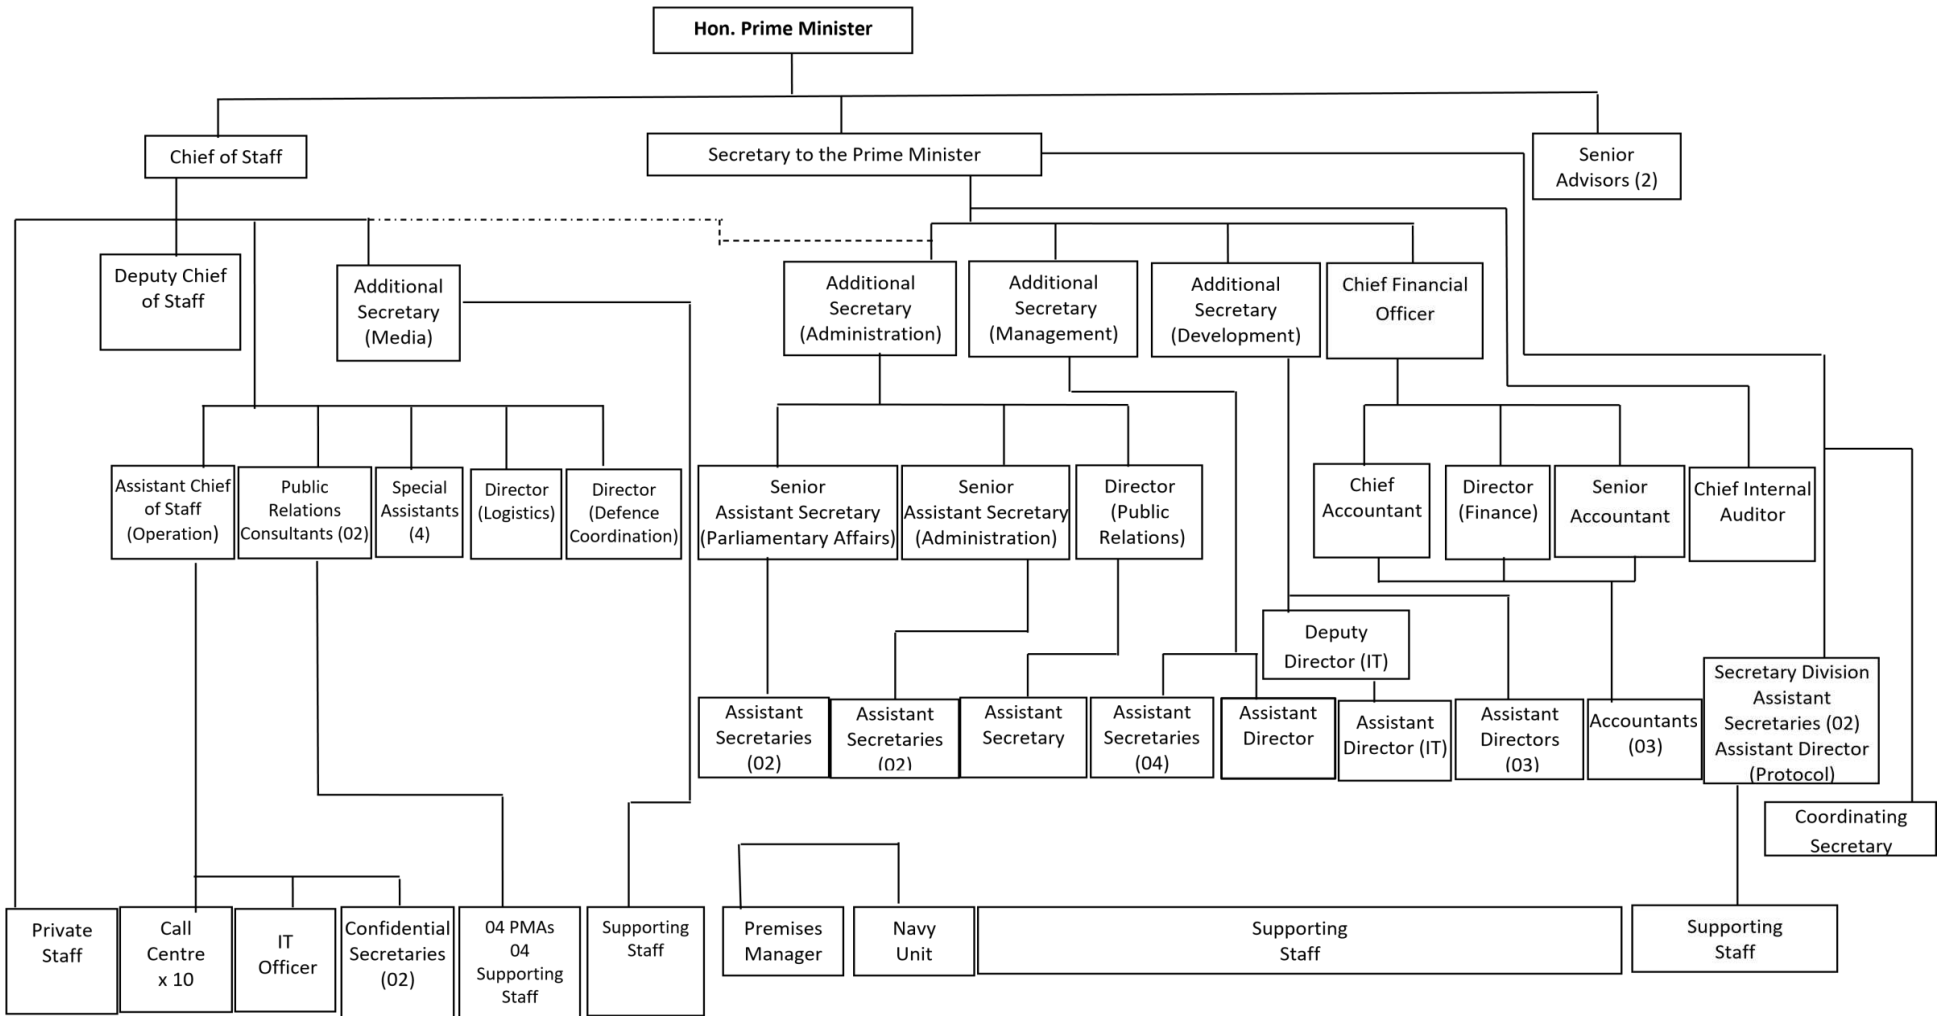 Hon. Prime Minister
Chief of Staff
Secretary to the Prime Minister
Senior
Advisors (2)
Deputy Chief
of Staff
Additional
Secretary
(Media)
Additional
Secretary
(Administration)
Additional
Secretary
(Management)
Additional
Secretary
(Development)
Chief Financial
Officer
Assistant Chief
of Staff
(Operation)
Public
Relations
Consultants (02)
Special
Assistants
(4)
Director
(Logistics)
Director
(Defence
Coordination)
Senior
Assistant Secretary
(Parliamentary Affairs)
Senior
Assistant Secretary
(Administration)
Director
(Public
Relations)
Chief
Accountant
Director
(Finance)
Senior
Accountant
Chief Internal
Auditor
Deputy
Director (IT)
Assistant
Secretaries
(02)
Assistant
Secretaries
(02)
Assistant
Secretary
Assistant
Secretaries
(04)
Assistant
Director
Assistant
Director (IT)
Assistant
Directors
(03)
Accountants
(03)
Secretary Division
Assistant
Secretaries (02)
Assistant Director
(Protocol)
Coordinating
Secretary
Private
Staff
Call
Centre
x 10
IT
Officer
Confidential
Secretaries
(02)
04 PMAs
04
Supporting
Staff
Supporting
Staff
Premises
Manager
Navy
Unit
Supporting
Staff
Supporting
Staff